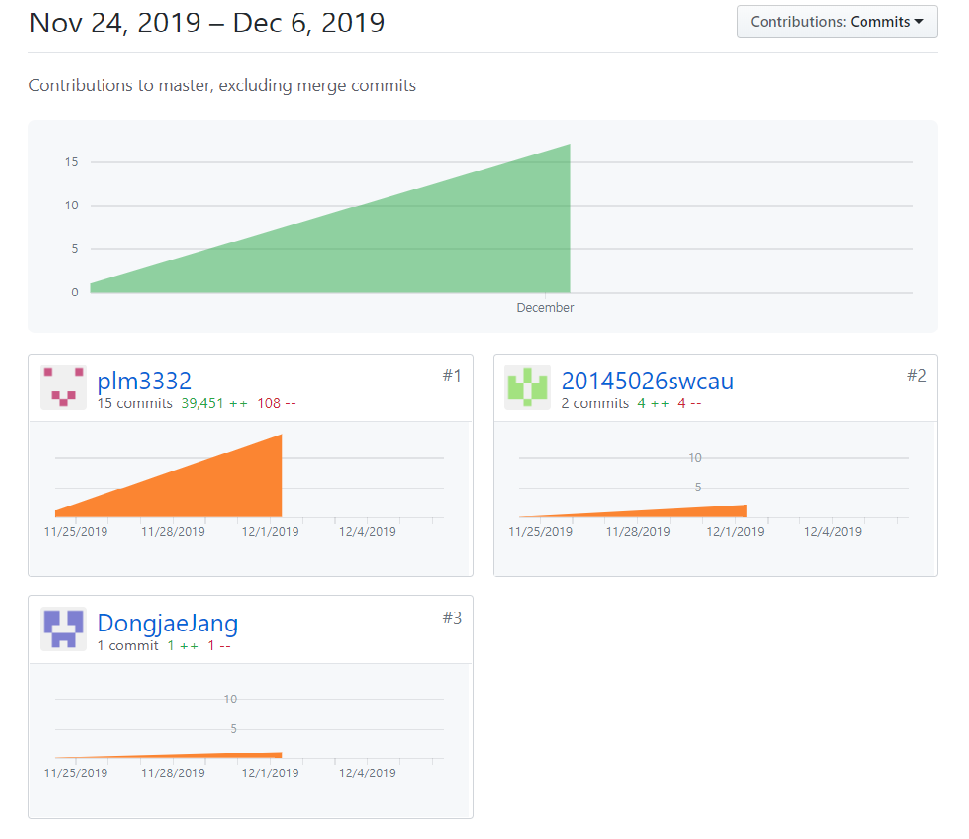 Nov 24, 2019 – Dec 6, 2019
Contributions: Commits
Contributions to master, excluding merge commits
15
10
5
0
December
plm3332
#1
15 commits 39,451 ++ 108 --
11/25/2019 11/28/2019 12/1/2019 12/4/2019
20145026swcau
#2
2 commits 4 ++ 4 --
10
5
11/25/2019 11/28/2019 12/1/2019 12/4/2019
DongjaeJang
#3
1 commit 1 ++ 1 --
10
5
11/25/2019 11/28/2019 12/1/2019 12/4/2019